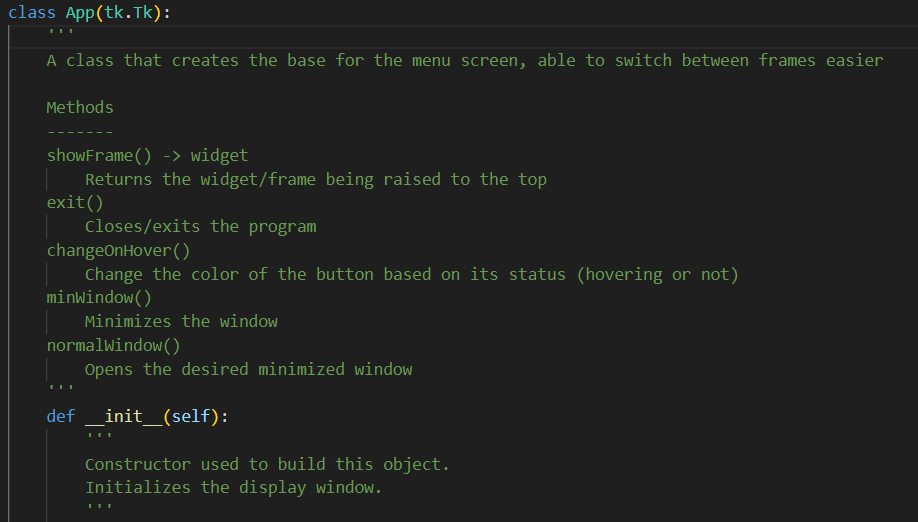 class App(tk.Tk):
'''
A class that creates the base for the menu screen, able to switch between frames easier
Methods
-------
showFrame() -> widget
Returns the widget/frame being raised to the top
exit()
Closes/exits the program
changeOnHover()
Change the color of the button based on its status (hovering or not)
minWindow()
Minimizes the window
normalWindow()
Opens the desired minimized window
'''
def __init__(self):
'''
Constructor used to build this object.
Initializes the display window.
'''